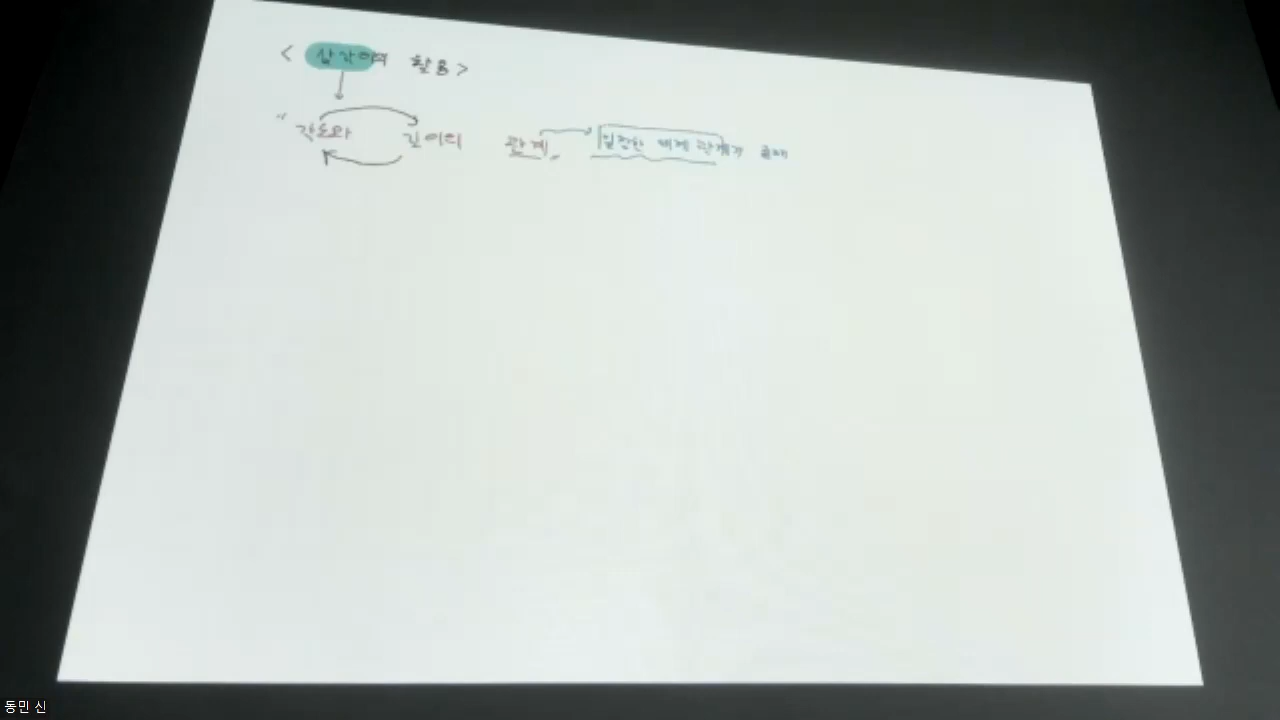 < 삼각비의 활용 >
" 각도와 길이의 관계 " 일정한 비례관계가 존재
동민 신